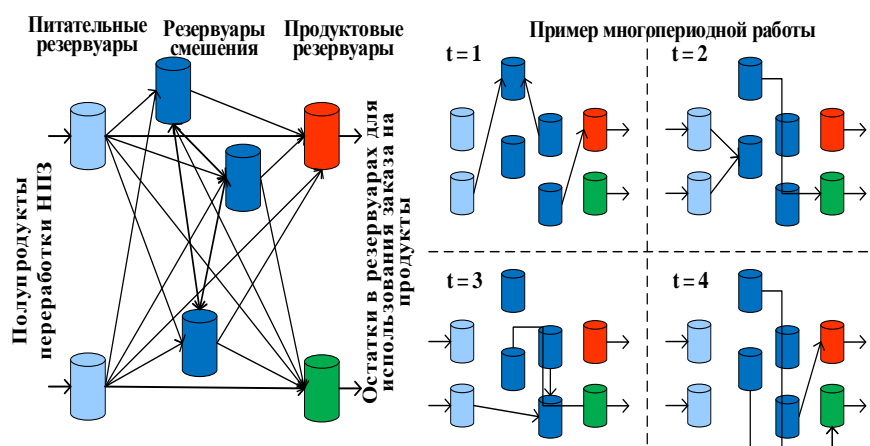 Питательные
резервуары
Резервуары
смешения
Продуктовые
резервуары
Полупродукты
переработки НПЗ
Остатки в резервуарах для
использования заказа на
продукты
Пример многопериодной работы
t = 1
t = 2
t = 3
t = 4